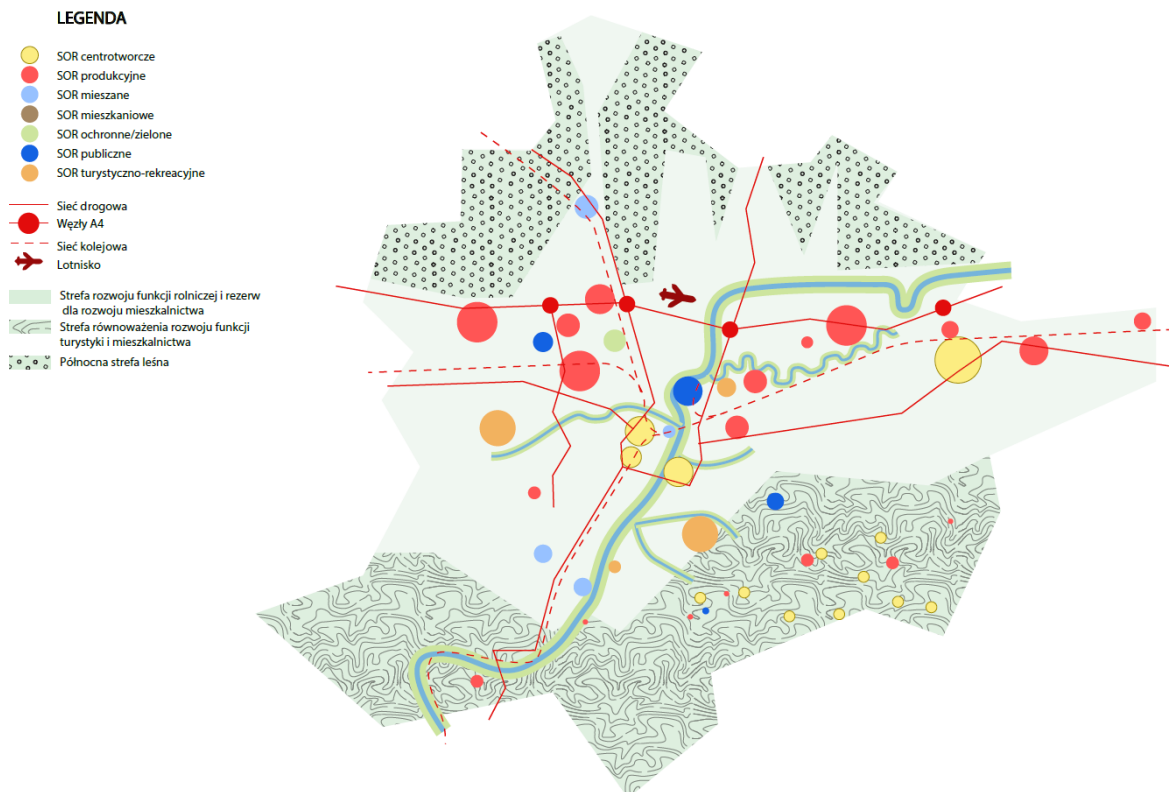 LEGENDA
SOR centrotworcze
SOR produkcyjne
SOR mieszane
SOR mieszkaniowe
SOR ochronne/zielone
SOR publiczne
SOR turystyczno-rekreacyjne
Sieć drogowa
Węzły A4
Sieć kolejowa
Lotnisko
Strefa rozwoju funkcji rolniczej i rezerw
dla rozwoju mieszkalnictwa
Strefa równoważenia rozwoju funkcji
turystyki i mieszkalnictwa
Północna strefa leśna